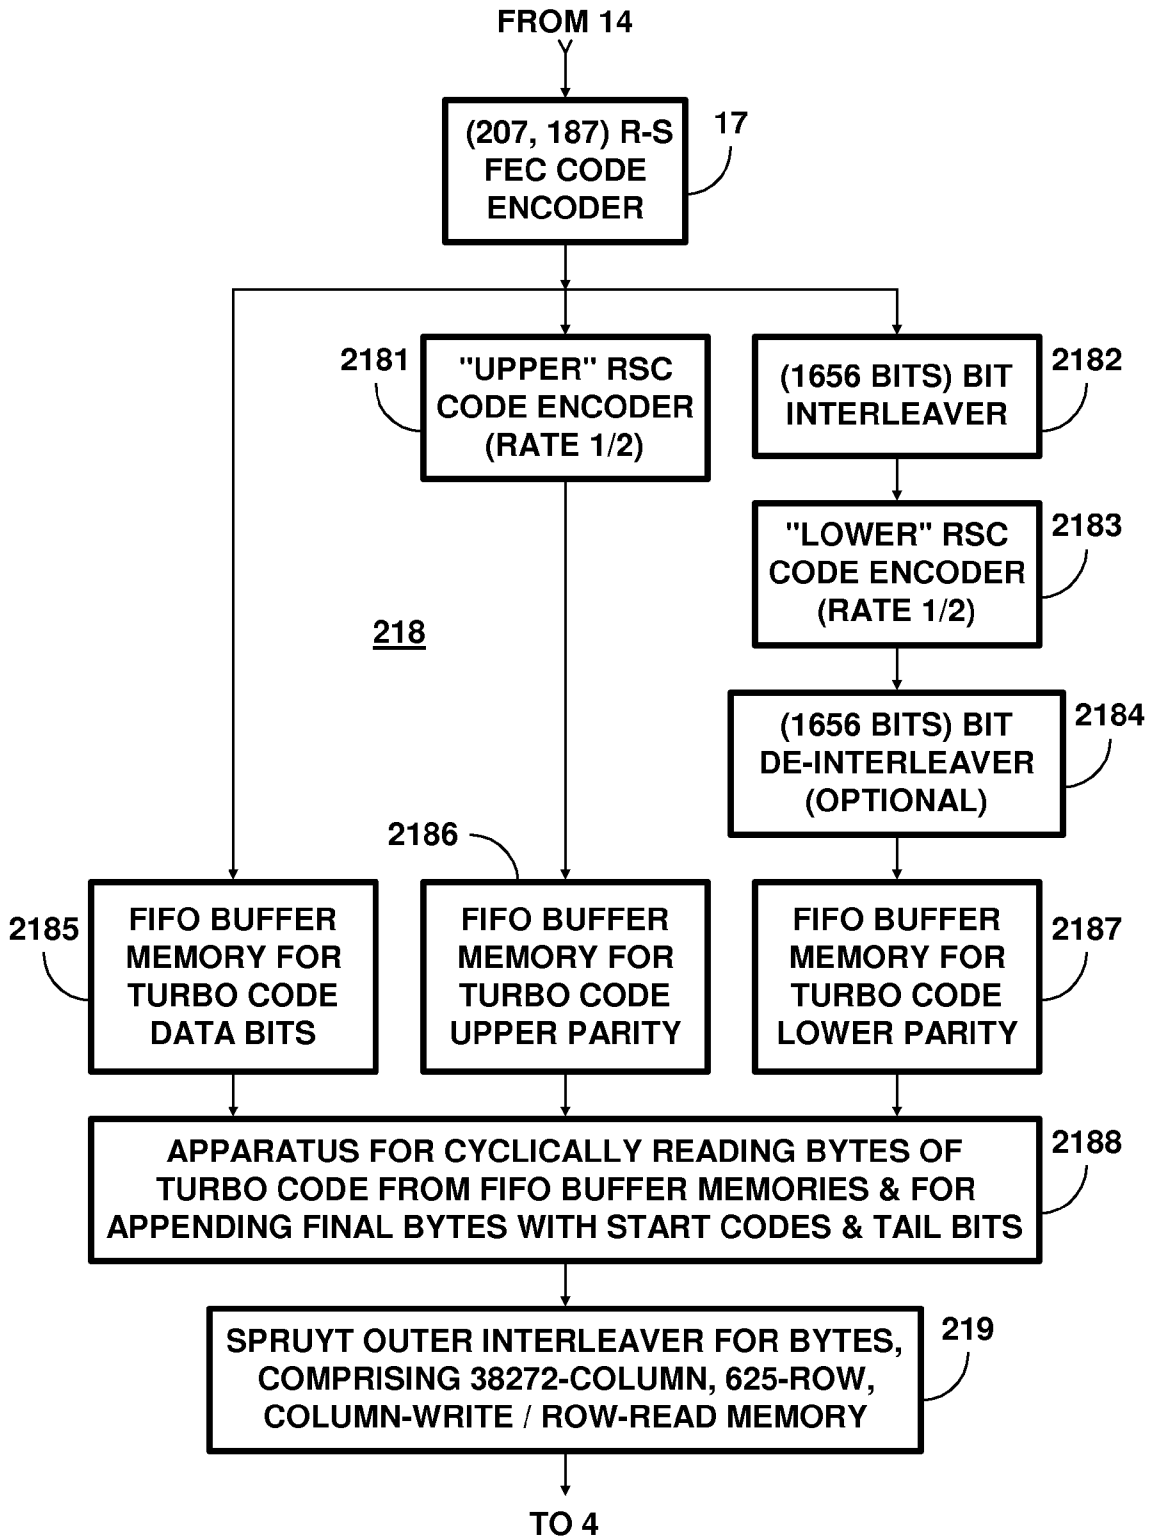 FROM 14
(207, 187) R-S
FEC CODE
ENCODER
17
2181
"UPPER" RSC
CODE ENCODER
(RATE 1/2)
(1656 BITS) BIT
INTERLEAVER
2182
"LOWER" RSC
CODE ENCODER
(RATE 1/2)
2183
218
(1656 BITS) BIT
DE-INTERLEAVER
(OPTIONAL)
2184
2185
FIFO BUFFER
MEMORY FOR
TURBO CODE
DATA BITS
2186
FIFO BUFFER
MEMORY FOR
TURBO CODE
UPPER PARITY
FIFO BUFFER
MEMORY FOR
TURBO CODE
LOWER PARITY
2187
APPARATUS FOR CYCLICALLY READING BYTES OF
TURBO CODE FROM FIFO BUFFER MEMORIES & FOR
APPENDING FINAL BYTES WITH START CODES & TAIL BITS
2188
SPRUYT OUTER INTERLEAVER FOR BYTES,
COMPRISING 38272-COLUMN, 625-ROW,
COLUMN-WRITE / ROW-READ MEMORY
219
TO 4